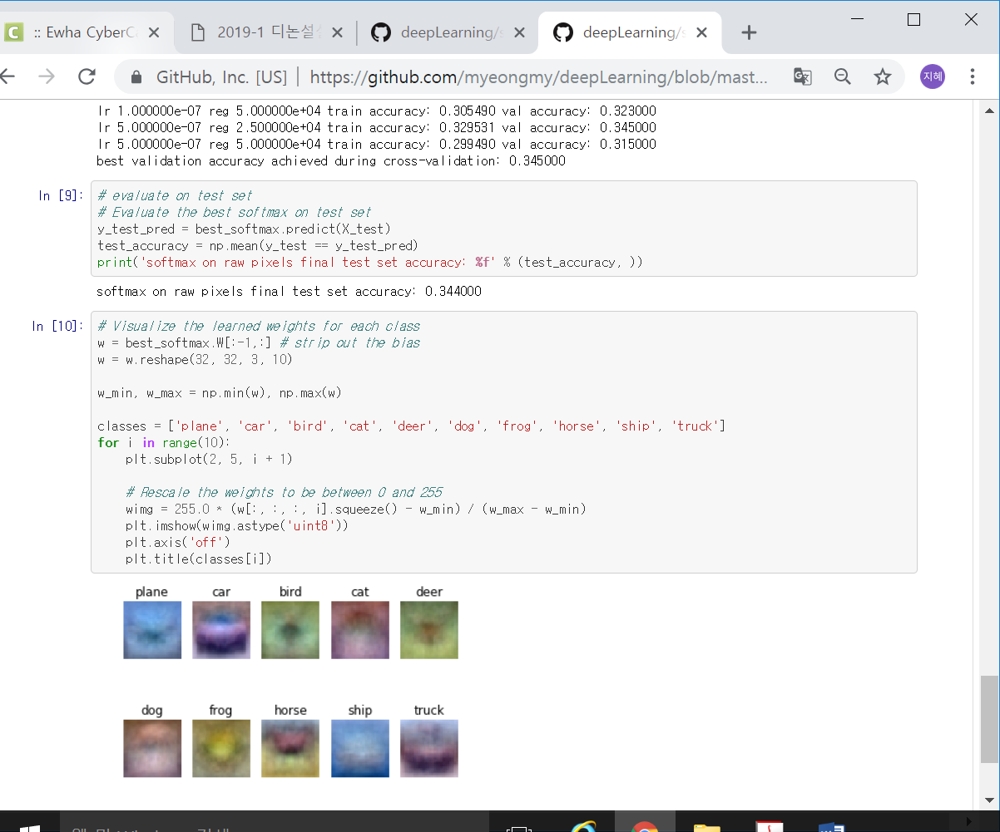 :: Ewha CyberC
2019-1 디논설
deepLearning/s
deepLearning/s
GitHub, Inc. [US] | https://github.com/myeongmy/deepLearning/blob/mast...
지혜
lr 1.000000e-07 reg 5.000000e+04 train accuracy: 0.305490 val accuracy: 0.323000
lr 5.000000e-07 reg 2.500000e+04 train accuracy: 0.329531 val accuracy: 0.345000
lr 5.000000e-07 reg 5.000000e+04 train accuracy: 0.299490 val accuracy: 0.315000
best validation accuracy achieved during cross-validation: 0.345000
In [9]:
# evaluate on test set
# Evaluate the best softmax on test set
y_test_pred = best_softmax.predict(X_test)
test_accuracy = np.mean(y_test == y_test_pred)
print('softmax on raw pixels final test set accuracy: %f' % (test_accuracy, ))
softmax on raw pixels final test set accuracy: 0.344000
In [10]:
# Visualize the learned weights for each class
w = best_softmax.W[:-1,:] # strip out the bias
w = w.reshape(32, 32, 3, 10)
w_min, w_max = np.min(w), np.max(w)
classes = ['plane', 'car', 'bird', 'cat', 'deer', 'dog', 'frog', 'horse', 'ship', 'truck']
for i in range(10):
    plt.subplot(2, 5, i + 1)
    # Rescale the weights to be between 0 and 255
    wimg = 255.0 * (w[:, :, :, i].squeeze() - w_min) / (w_max - w_min)
    plt.imshow(wimg.astype('uint8'))
    plt.axis('off')
    plt.title(classes[i])
plane car bird cat deer
dog frog horse ship truck